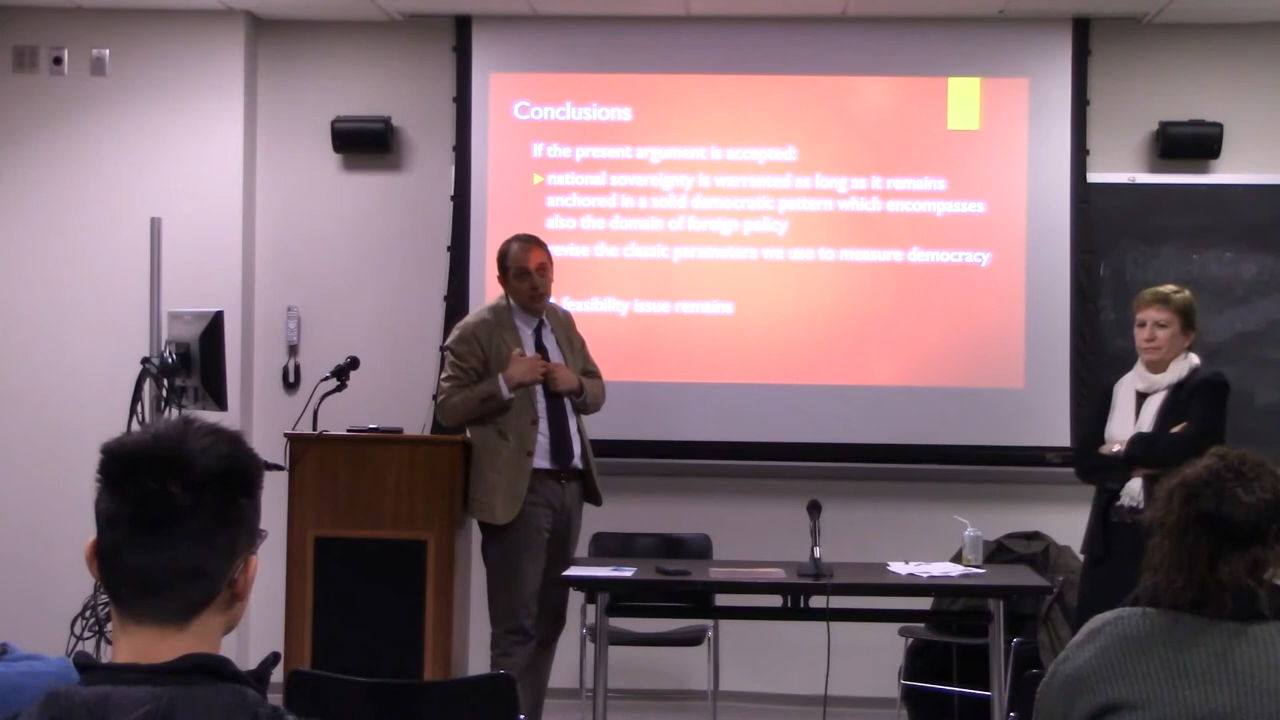 Conclusions
If the present argument is accepted:
national sovereignty is warranted as long as it remains
anchored in a solid democratic pattern which encompasses
also the domain of foreign policy
evise the classic parameters we use to measure democracy
feasibility issue remains